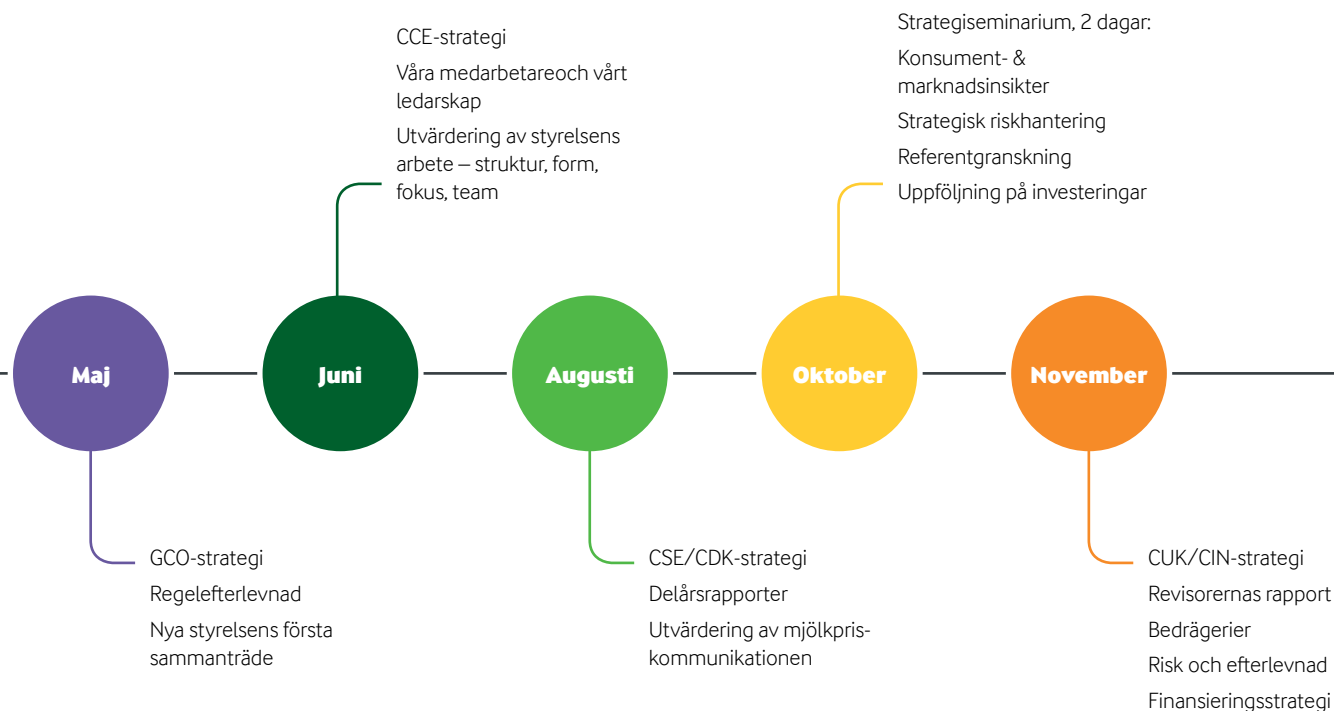 CCE-strategi
Våra medarbetareoch vårt
ledarskap
Utvärdering av styrelsens
arbete – struktur, form,
fokus, team
Strategiseminarium, 2 dagar:
Konsument- &
marknadsinsikter
Strategisk riskhantering
Referentgranskning
Uppföljning på investeringar
Maj
Juni
Augusti
Oktober
November
GCO-strategi
Regelefterlevnad
Nya styrelsens första
sammanträde
CSE/CDK-strategi
Delårsrapporter
Utvärdering av mjölkpris-
kommunikationen
CUK/CIN-strategi
Revisorernas rapport
Bedrägerier
Risk och efterlevnad
Finansieringsstrategi